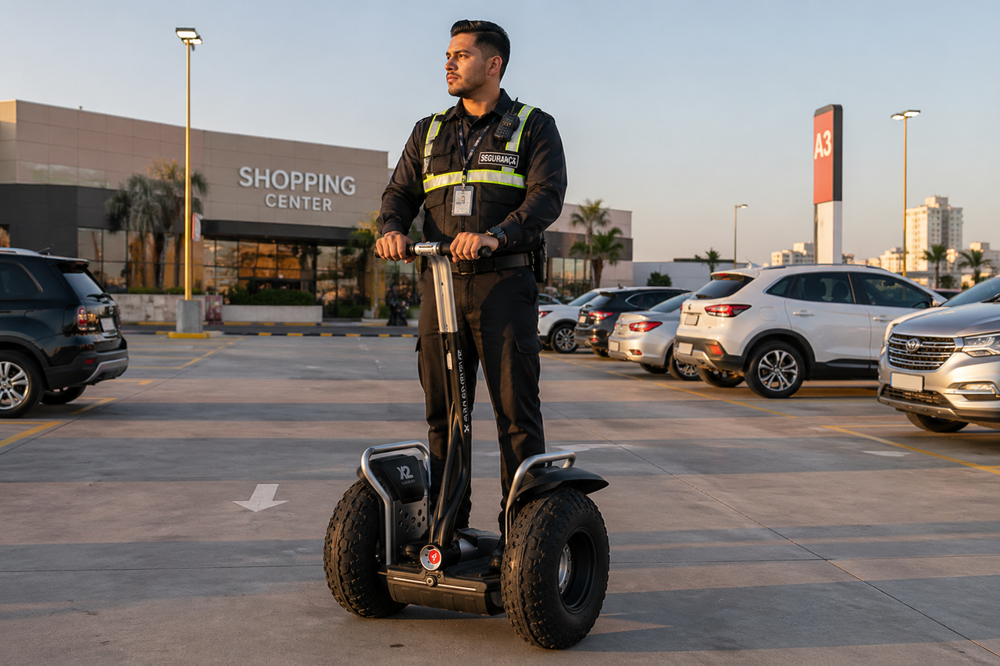 SHOPPING
CENTER
SEGURANÇA
A3
X2